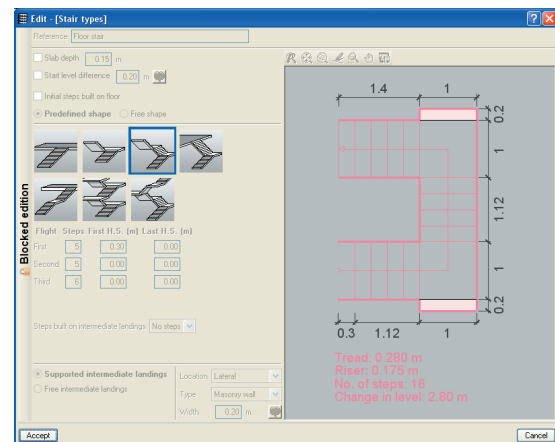 Edit - [Stair types]
Reference Floor stair
Slab depth 0.15 m
Start level difference 0.20 m
Initial steps built on floor
Predefined shape Free shape
Blocked edition
Flight Steps First H.S. (m) Last H.S. (m)
First 5 0.30 0.00
Second 5 0.00 0.00
Third 6 0.00 0.00
Steps built on intermediate landings No steps
Supported intermediate landings
Free intermediate landings
Location Lateral
Type Masonry wall
Width 0.20 m
1.4 1
0.2
1
1.12
1
0.2
0.3 1.12 1
Tread: 0.280 m
Riser: 0.175 m
No. of steps: 16
Change in level: 2.80 m
Accept Cancel